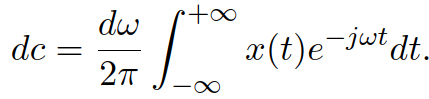 dc = \frac{d\omega}{2\pi} \int_{-\infty}^{+\infty} x(t)e^{-j\omega t}dt.